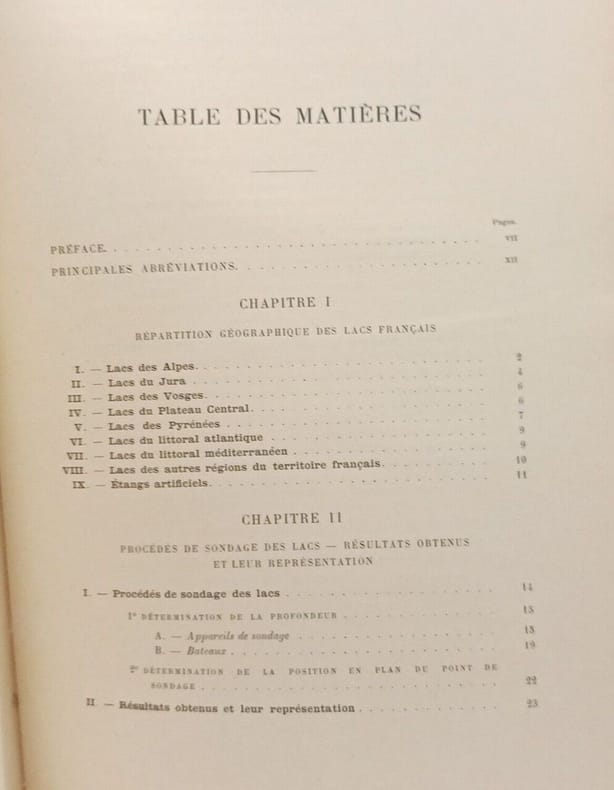 TABLE DES MATIÈRES
Pages.
PRÉFACE. VII
PRINCIPALES ABRÉVIATIONS. XII
CHAPITRE I
RÉPARTITION GÉOGRAPHIQUE DES LACS FRANÇAIS
I. — Lacs des Alpes. 2
II. — Lacs du Jura 4
III. — Lacs des Vosges. 6
IV. — Lacs du Plateau Central. 6
V. — Lacs des Pyrénées 7
VI. — Lacs du littoral atlantique 9
VII. — Lacs du littoral méditerranéen 9
VIII. — Lacs des autres régions du territoire français. 10
IX. — Étangs artificiels. 11
CHAPITRE II
PROCÉDÉS DE SONDAGE DES LACS — RÉSULTATS OBTENUS
ET LEUR REPRÉSENTATION
I. — Procédés de sondage des lacs 14
1° DÉTERMINATION DE LA PROFONDEUR 15
A. — Appareils de sondage 15
B. — Bateaux 19
2° DÉTERMINATION DE LA POSITION EN PLAN DU POINT DE
SONDAGE 22
II — Résultats obtenus et leur représentation 23